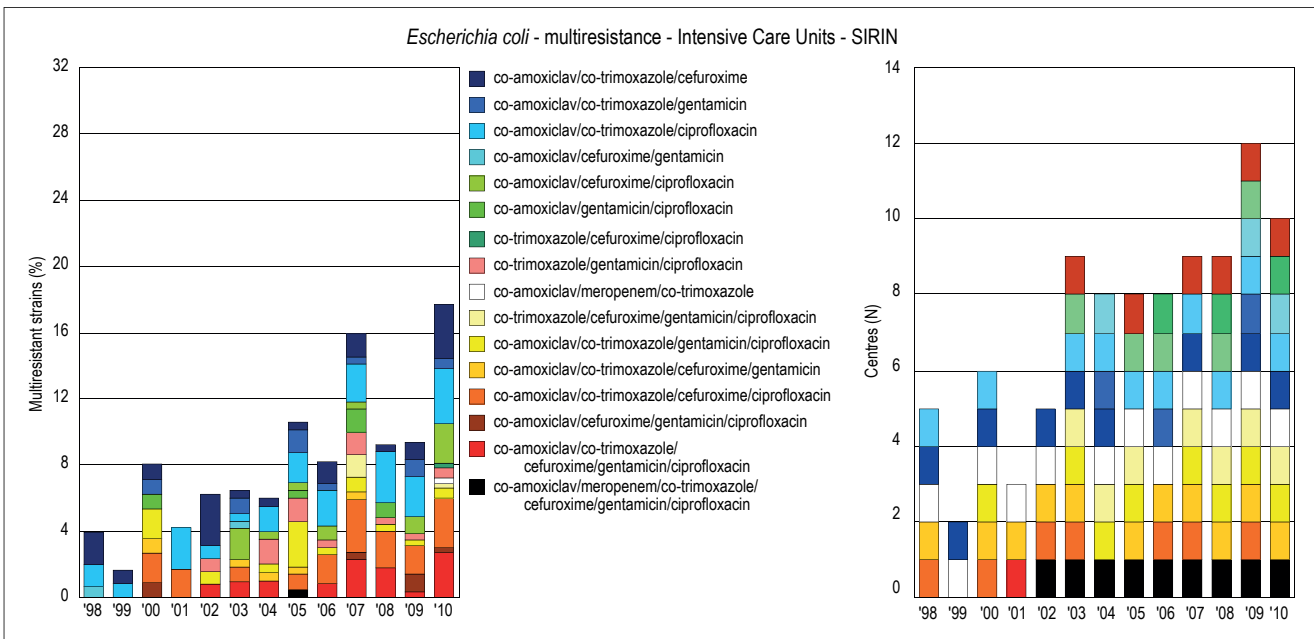 Escherichia coli - multiresistance - Intensive Care Units - SIRIN
Multiresistant strains (%)
32
28
24
20
16
12
8
4
0
'98 '99 '00 '01 '02 '03 '04 '05 '06 '07 '08 '09 '10
co-amoxiclav/co-trimoxazole/cefuroxime
co-amoxiclav/co-trimoxazole/gentamicin
co-amoxiclav/co-trimoxazole/ciprofloxacin
co-amoxiclav/cefuroxime/gentamicin
co-amoxiclav/cefuroxime/ciprofloxacin
co-amoxiclav/gentamicin/ciprofloxacin
co-trimoxazole/cefuroxime/ciprofloxacin
co-trimoxazole/gentamicin/ciprofloxacin
co-amoxiclav/meropenem/co-trimoxazole
co-trimoxazole/cefuroxime/gentamicin/ciprofloxacin
co-amoxiclav/co-trimoxazole/gentamicin/ciprofloxacin
co-amoxiclav/co-trimoxazole/cefuroxime/gentamicin
co-amoxiclav/co-trimoxazole/cefuroxime/ciprofloxacin
co-amoxiclav/cefuroxime/gentamicin/ciprofloxacin
co-amoxiclav/co-trimoxazole/
cefuroxime/gentamicin/ciprofloxacin
co-amoxiclav/meropenem/co-trimoxazole/
cefuroxime/gentamicin/ciprofloxacin
Centres (N)
14
12
10
8
6
4
2
0
'98 '99 '00 '01 '02 '03 '04 '05 '06 '07 '08 '09 '10